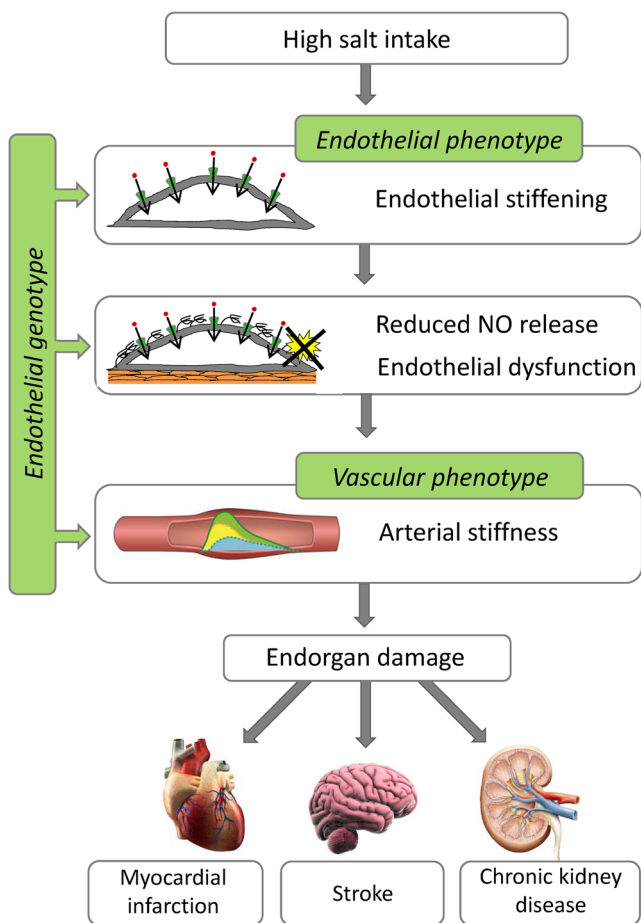 High salt intake
Endothelial phenotype
Endothelial stiffening
Endothelial genotype
Reduced NO release
Endothelial dysfunction
Vascular phenotype
Arterial stiffness
Endorgan damage
Myocardial
infarction
Stroke
Chronic kidney
disease